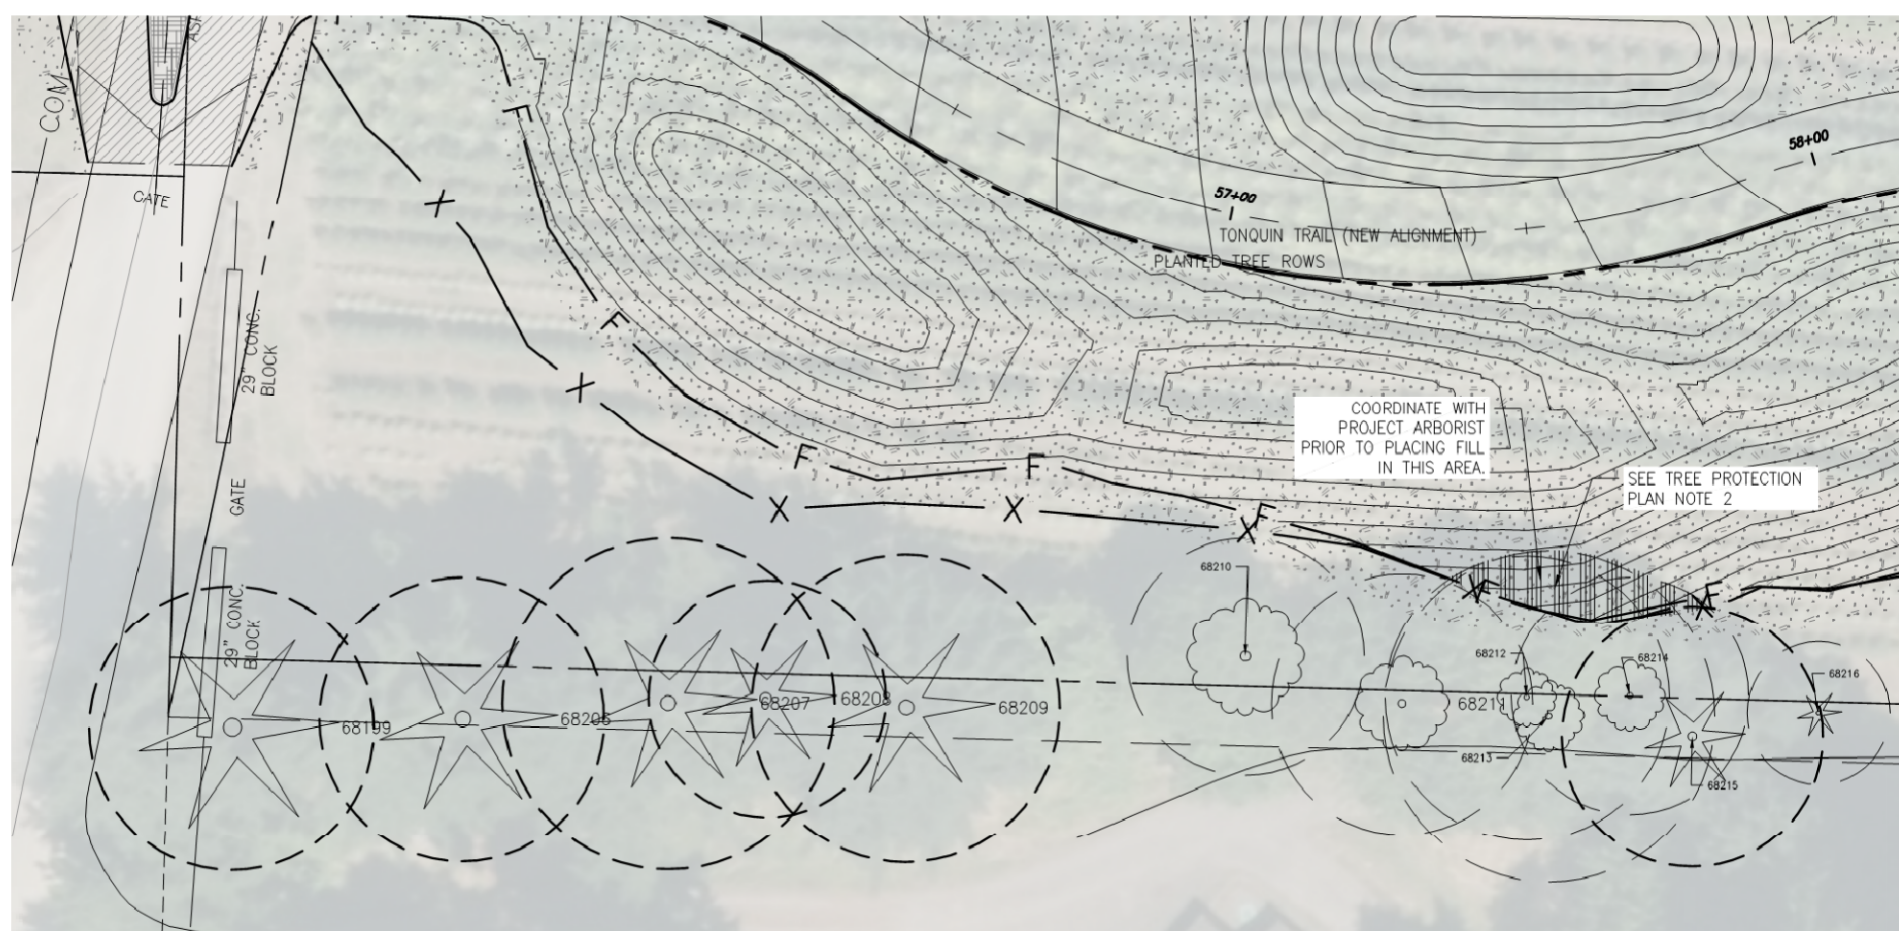 COM
58+00
57+00
GATE
TONQUIN TRAIL (NEW ALIGNMENT)
PLANTED TREE ROWS
F
X
29" CONC.
BLOCK
F
X
COORDINATE WITH
PROJECT ARBORIST
PRIOR TO PLACING FILL
IN THIS AREA.
F
F
SEE TREE PROTECTION
PLAN NOTE 2
GATE
X
X
F
X
68210
X
F
X
F
29" CONC.
BLOCK
68212
68214
68216
68199
68207
68209
68211
68213
68215